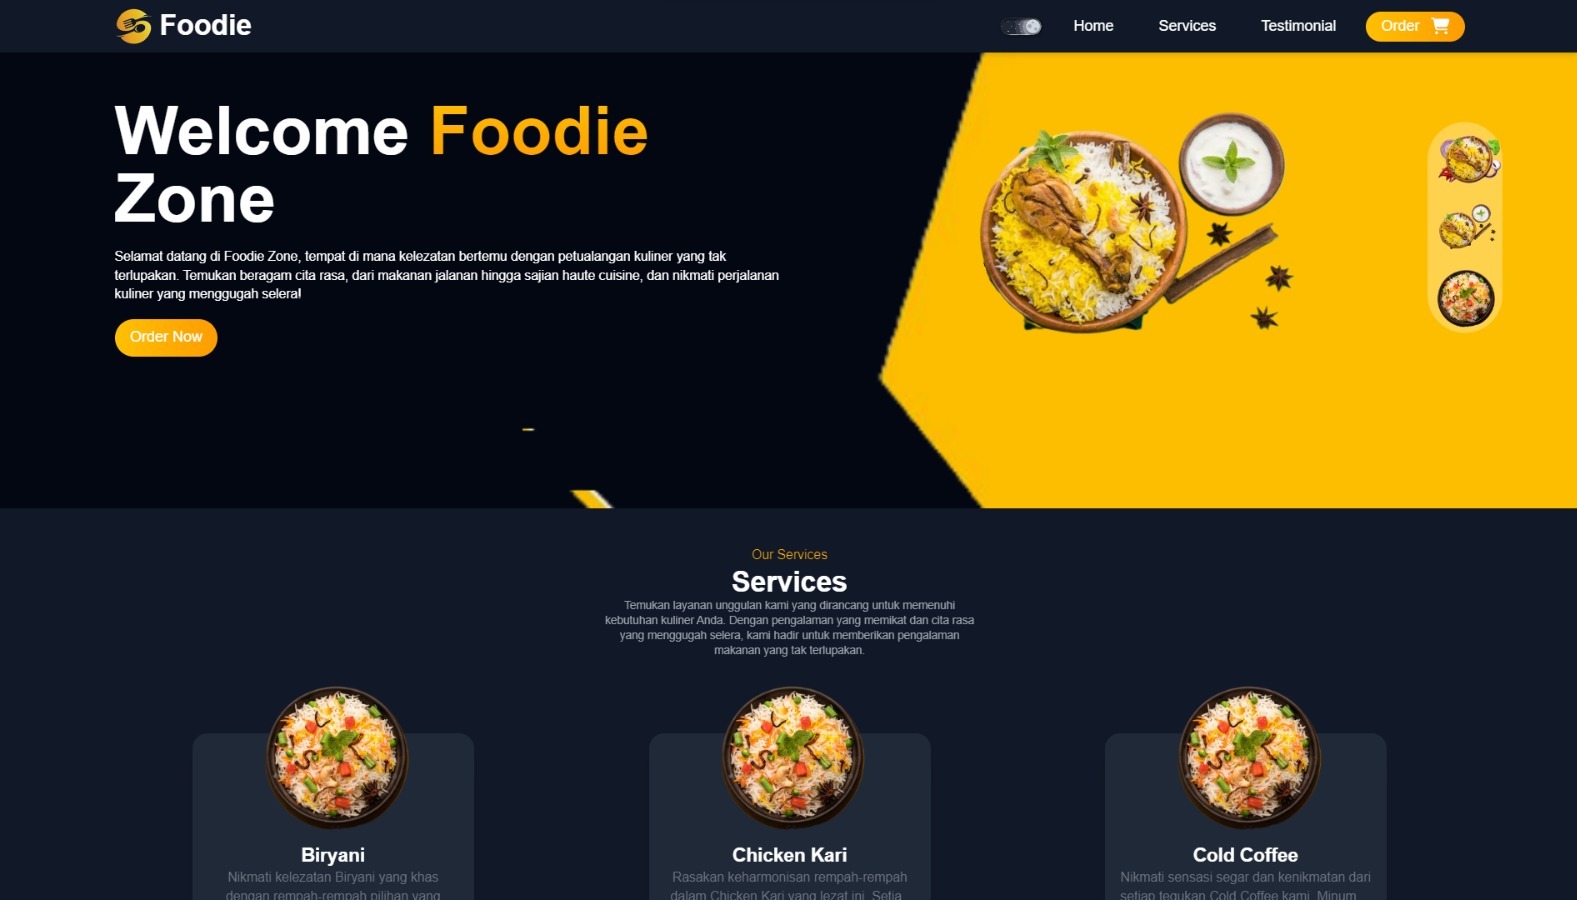 Foodie
Home
Services
Testimonial
Order
Welcome Foodie
Zone
Selamat datang di Foodie Zone, tempat di mana kelezatan bertemu dengan petualangan kuliner yang tak
terlupakan. Temukan beragam cita rasa, dari makanan jalanan hingga sajian haute cuisine, dan nikmati perjalanan
kuliner yang menggugah selera!
Order Now
Our Services
Services
Temukan layanan unggulan kami yang dirancang untuk memenuhi
kebutuhan kuliner Anda. Dengan pengalaman yang memikat dan cita rasa
yang menggugah selera, kami hadir untuk memberikan pengalaman
makanan yang tak terlupakan.
Biryani
Nikmati kelezatan Biryani yang khas
dengan rempah-rempah pilihan yang
Chicken Kari
Rasakan keharmonisan rempah-rempah
dalam Chicken Kari yang lezat ini. Setia
Cold Coffee
Nikmati sensasi segar dan kenikmatan dari
setiap tegukan Cold Coffee kami. Minum